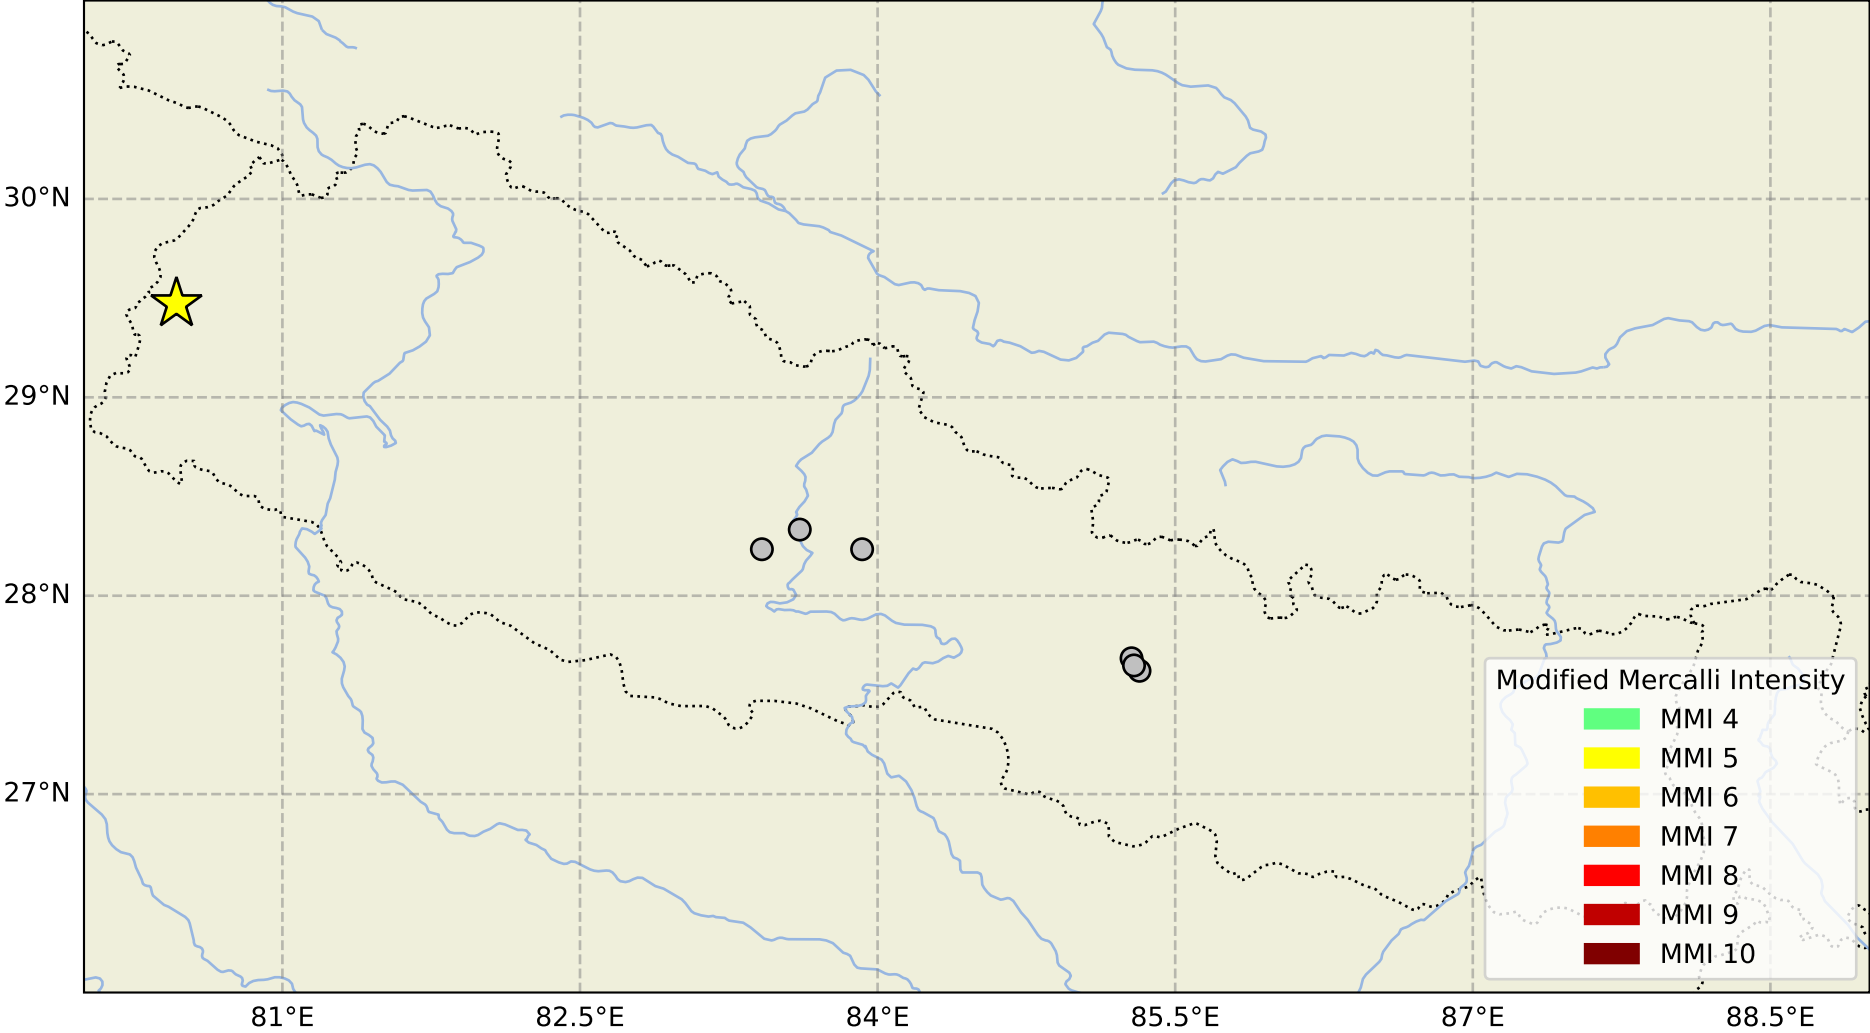 30°N
29°N
28°N
27°N
Modified Mercalli Intensity
MMI 4
MMI 5
MMI 6
MMI 7
MMI 8
MMI 9
MMI 10
81°E 82.5°E 84°E 85.5°E 87°E 88.5°E